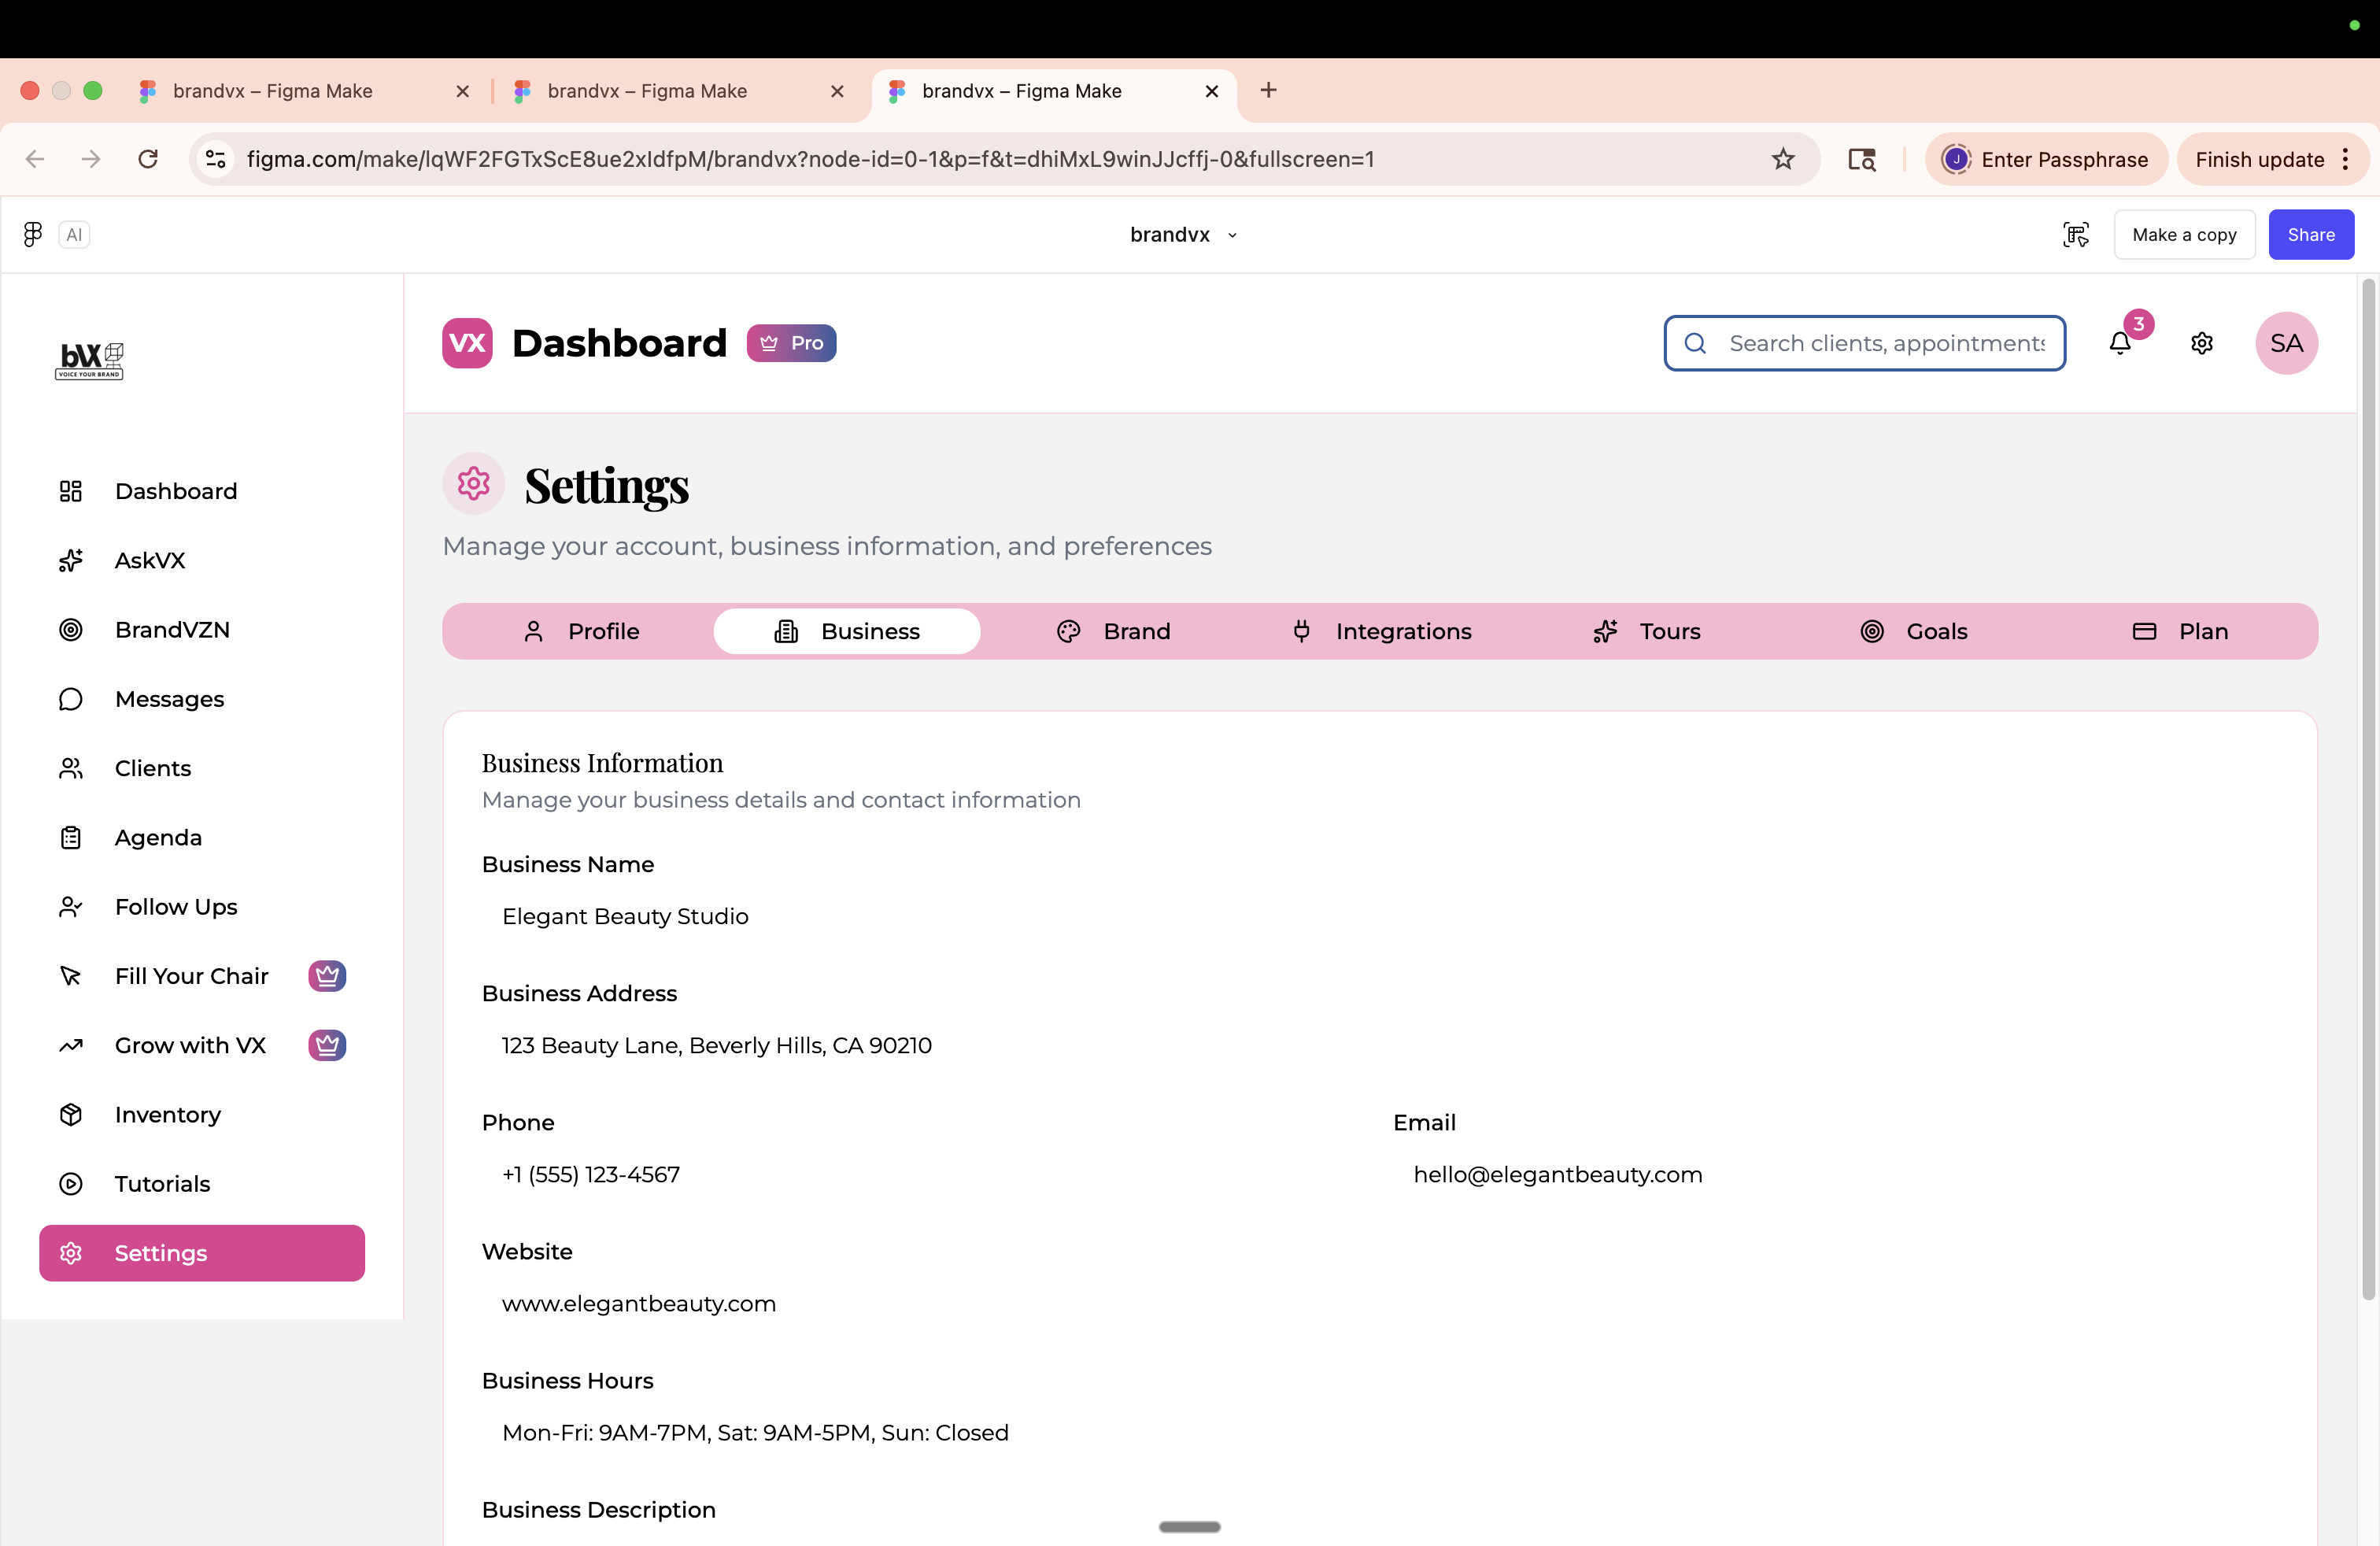 brandvx – Figma Make
brandvx – Figma Make
brandvx – Figma Make
figma.com/make/lqWF2FGTxScE8ue2xIdfpM/brandvx?node-id=0-1&p=f&t=dhiMxL9winJJcffj-0&fullscreen=1
J
Enter Passphrase
Finish update
AI
brandvx
Make a copy
Share
bVX
VOICE YOUR BRAND
Dashboard
AskVX
BrandVZN
Messages
Clients
Agenda
Follow Ups
Fill Your Chair
Grow with VX
Inventory
Tutorials
Settings
VX
Dashboard
Pro
Search clients, appointments
3
SA
Settings
Manage your account, business information, and preferences
Profile
Business
Brand
Integrations
Tours
Goals
Plan
Business Information
Manage your business details and contact information
Business Name
Elegant Beauty Studio
Business Address
123 Beauty Lane, Beverly Hills, CA 90210
Phone
+1 (555) 123-4567
Email
hello@elegantbeauty.com
Website
www.elegantbeauty.com
Business Hours
Mon-Fri: 9AM-7PM, Sat: 9AM-5PM, Sun: Closed
Business Description